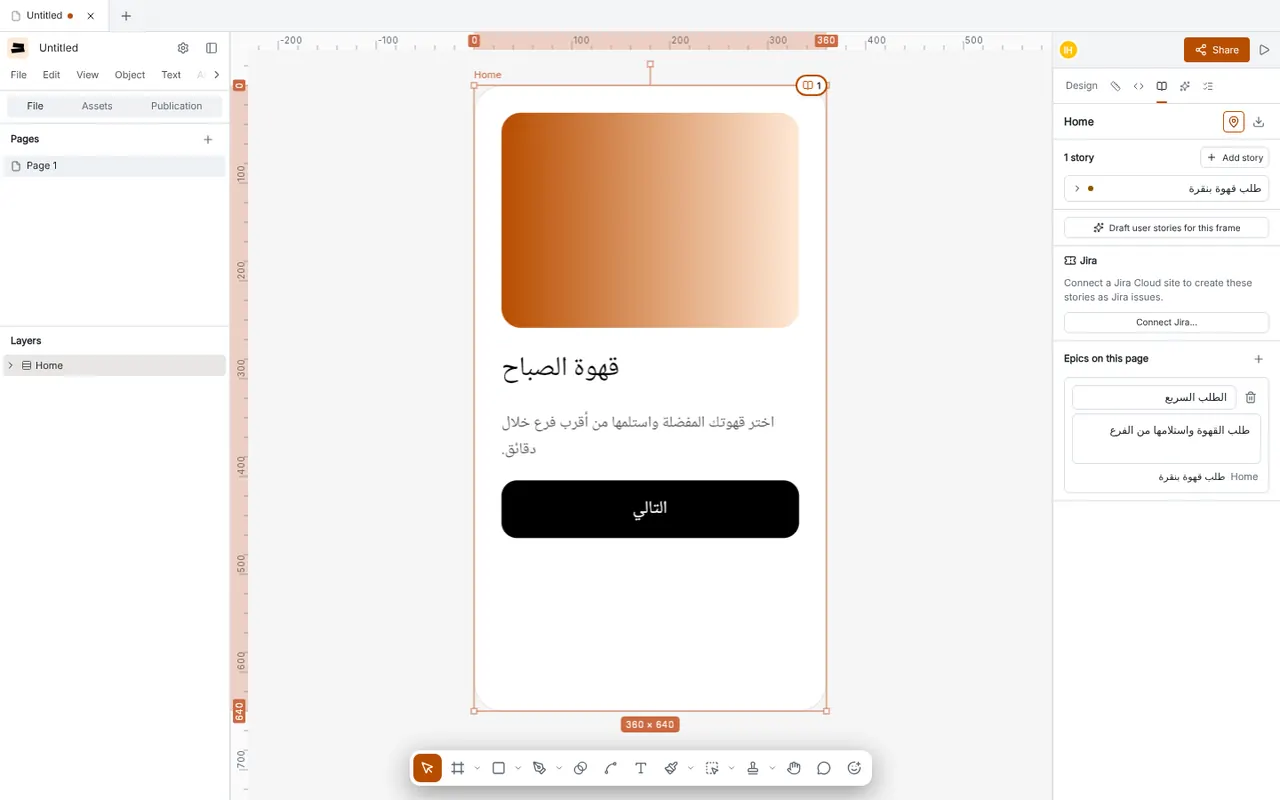 Untitled
Untitled
File Edit View Object Text
File Assets Publication
Pages
Page 1
Layers
Home
-200 -100 0 100 200 300 360 400 500
0
100
200
300
400
500
600
640
700
Home
1
قهوة الصباح
اختر قهوتك المفضلة واستلمها من أقرب فرع خلال
دقائق.
التالي
360 × 640
IH
Share
Design
Home
1 story
Add story
طلب قهوة بنقرة
Draft user stories for this frame
Jira
Connect a Jira Cloud site to create these
stories as Jira issues.
Connect Jira...
Epics on this page
الطلب السريع
طلب القهوة واستلامها من الفرع
Home طلب قهوة بنقرة